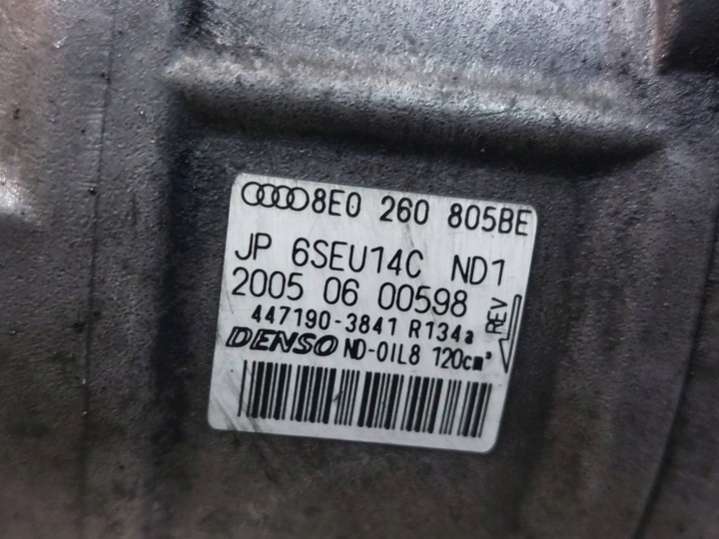 8E0 260 805BE
JP 6SEU14C ND1
2005 06 00598
REV
447190-3841 R134a
DENSO ND-OIL8 120cm³